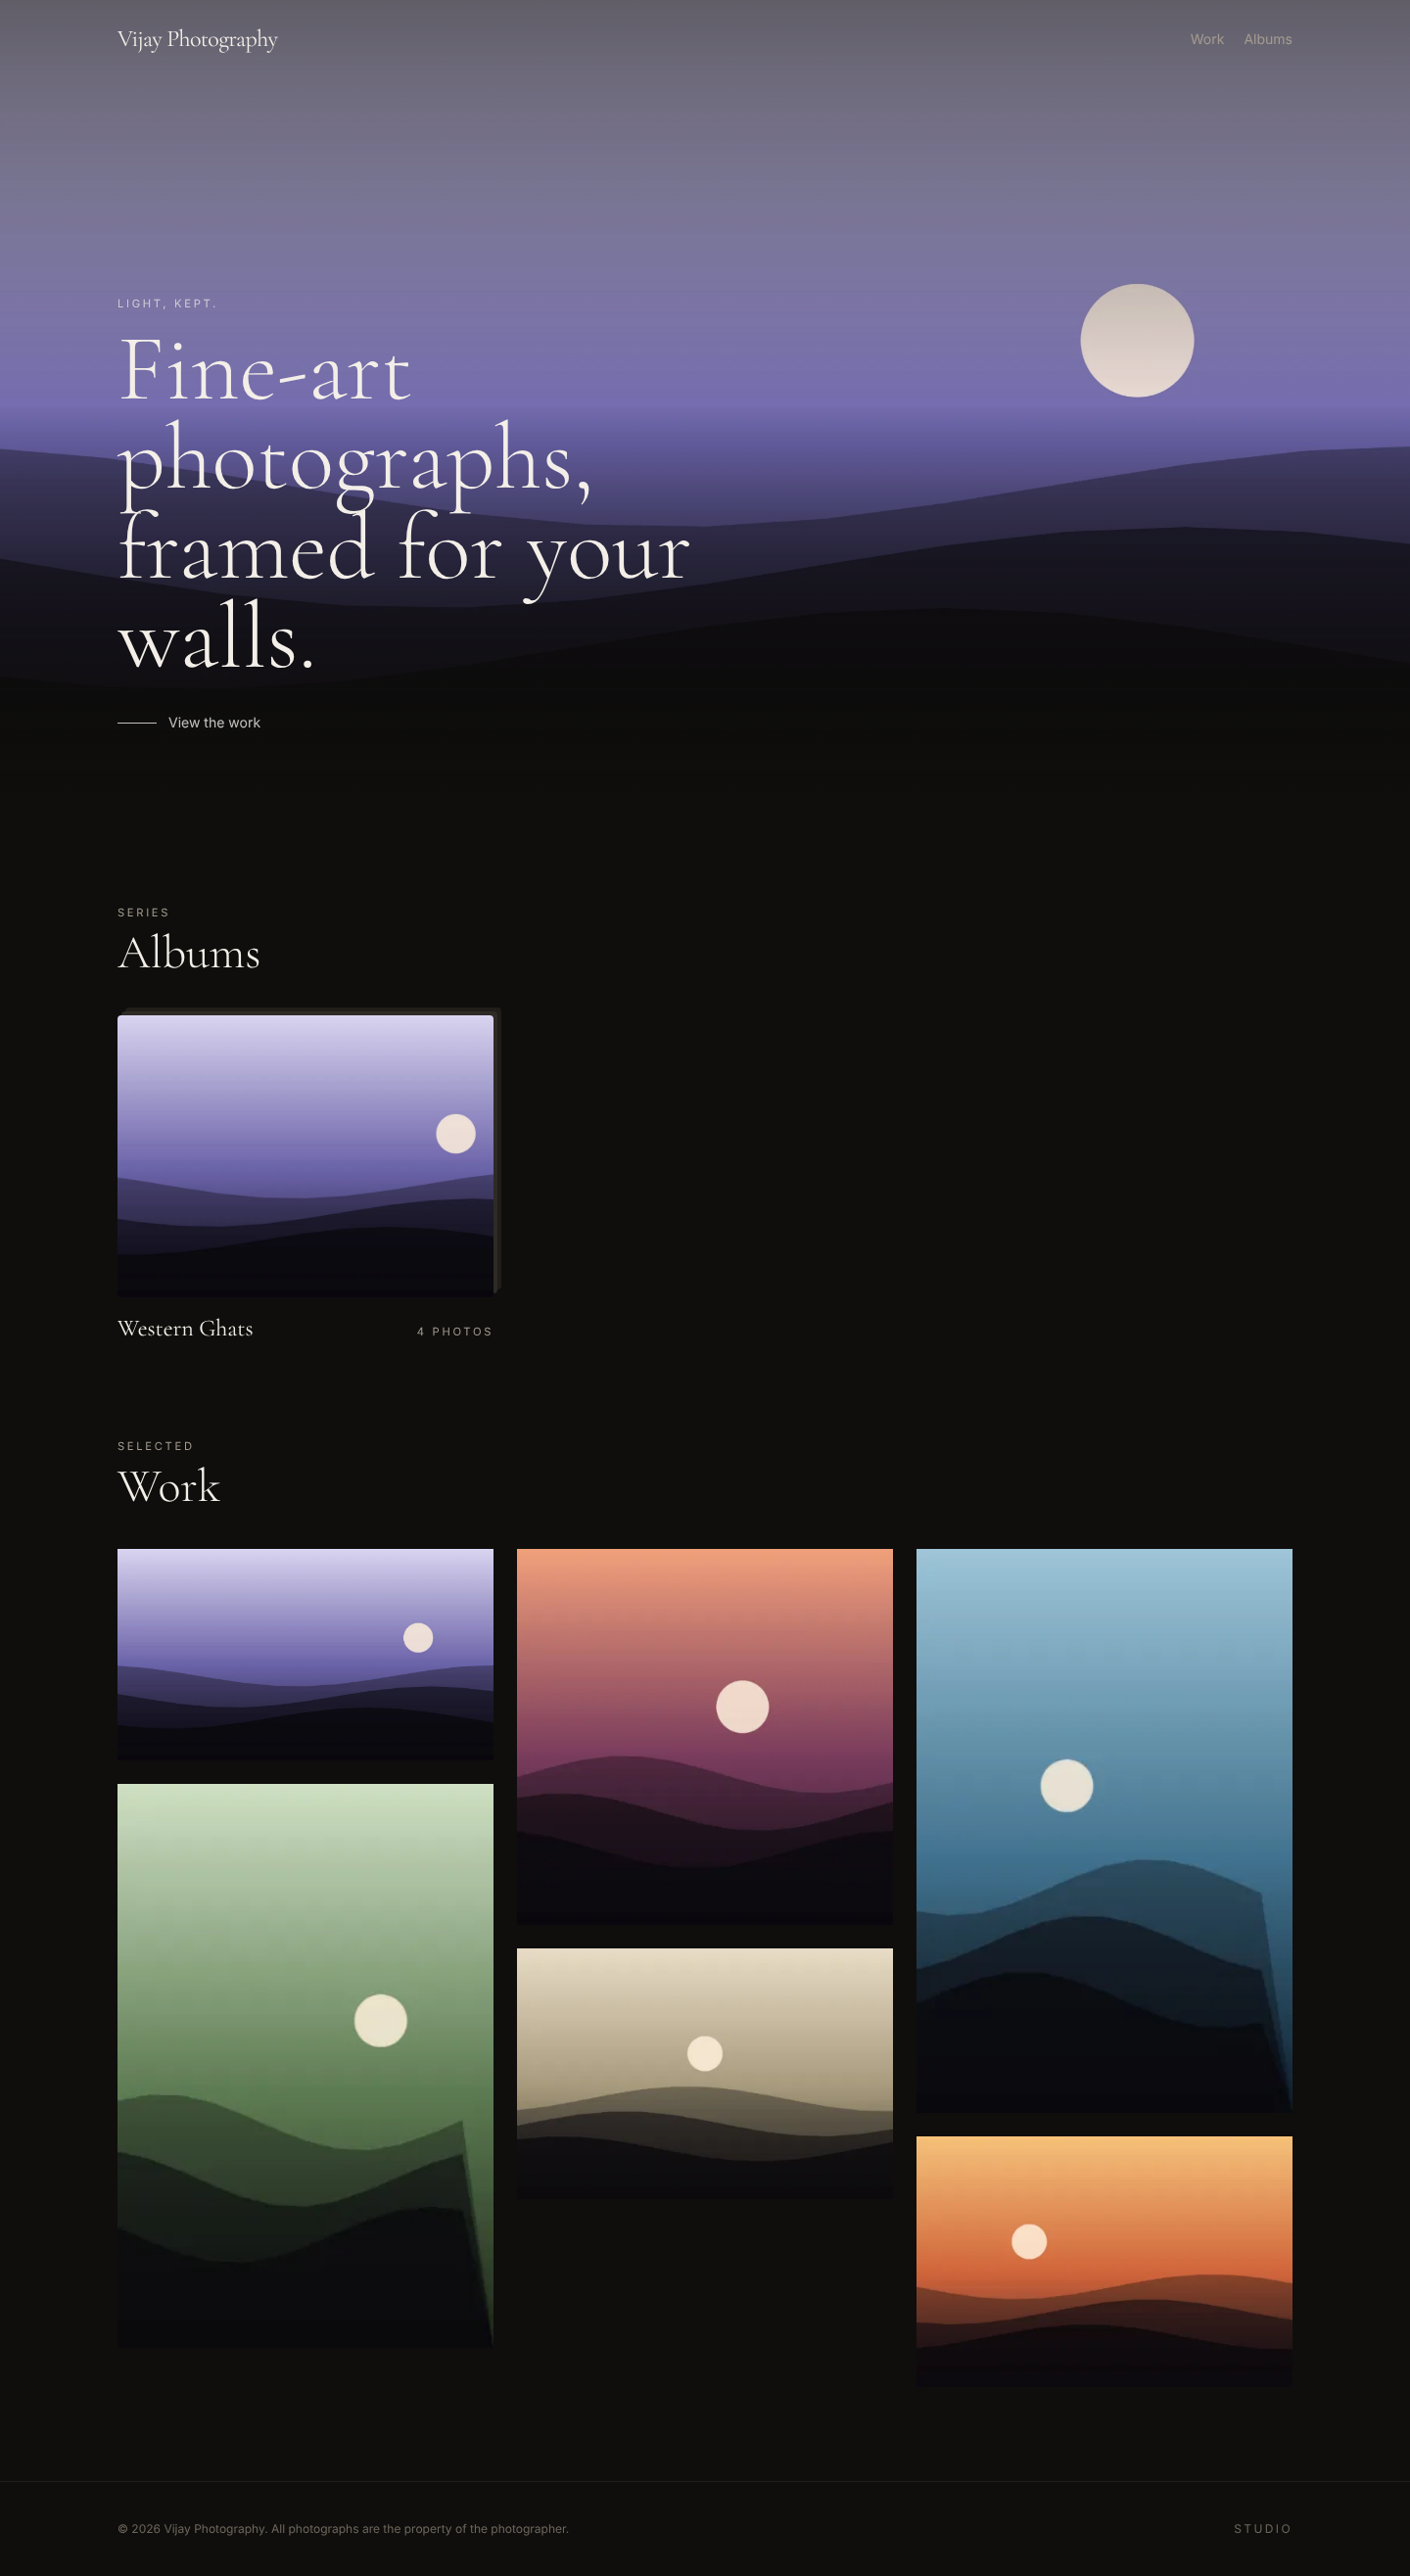 Vijay Photography
Work Albums
LIGHT, KEPT.
Fine-art
photographs,
framed for your
walls.
View the work
SERIES
Albums
Western Ghats
4 PHOTOS
SELECTED
Work
© 2026 Vijay Photography. All photographs are the property of the photographer.
STUDIO